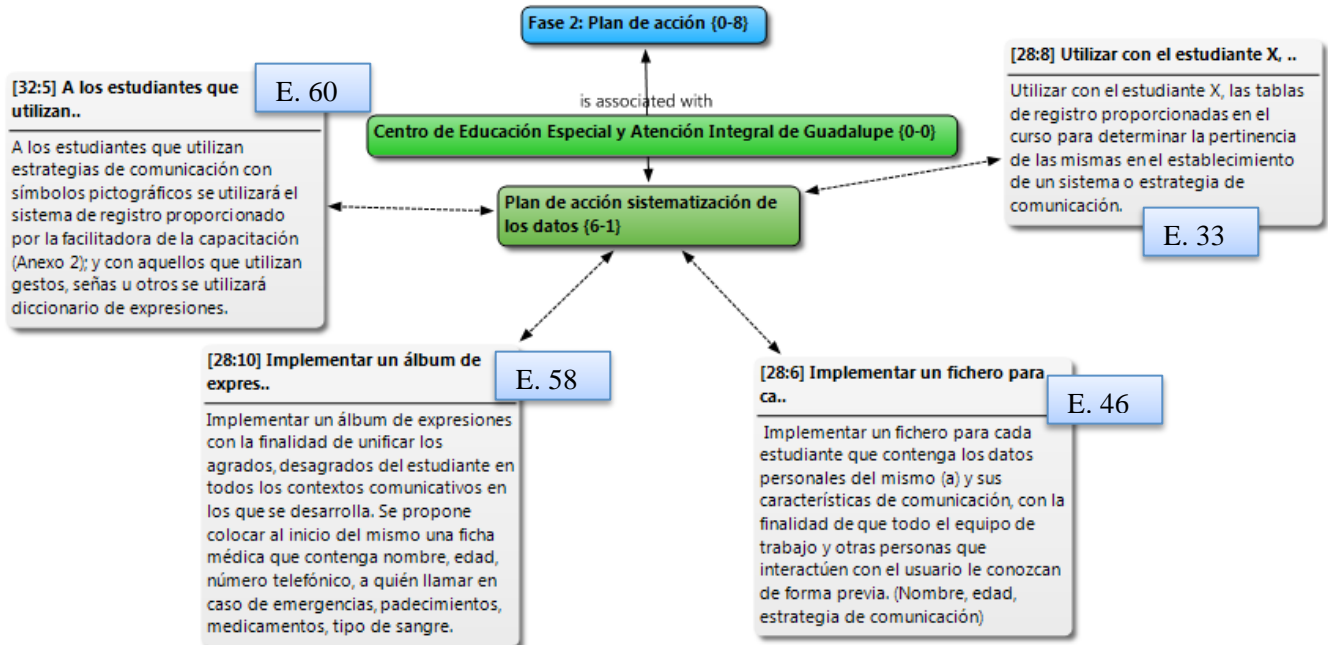 Fase 2: Plan de acción {0-8}
is associated with
Centro de Educación Especial y Atención Integral de Guadalupe {0-0}
Plan de acción sistematización de
los datos {6-1}
[32:5] A los estudiantes que
utilizan..
E. 60
A los estudiantes que utilizan
estrategias de comunicación con
símbolos pictográficos se utilizará el
sistema de registro proporcionado
por la facilitadora de la capacitación
(Anexo 2); y con aquellos que utilizan
gestos, señas u otros se utilizará
diccionario de expresiones.
[28:8] Utilizar con el estudiante X, ..
Utilizar con el estudiante X, las tablas
de registro proporcionadas en el
curso para determinar la pertinencia
de las mismas en el establecimiento
de un sistema o estrategia de
comunicación.
E. 33
[28:10] Implementar un álbum de
expres..
E. 58
Implementar un álbum de expresiones
con la finalidad de unificar los
agrados, desagrados del estudiante en
todos los contextos comunicativos en
los que se desarrolla. Se propone
colocar al inicio del mismo una ficha
médica que contenga nombre, edad,
número telefónico, a quién llamar en
caso de emergencias, padecimientos,
medicamentos, tipo de sangre.
[28:6] Implementar un fichero para
ca..
E. 46
Implementar un fichero para cada
estudiante que contenga los datos
personales del mismo (a) y sus
características de comunicación, con la
finalidad de que todo el equipo de
trabajo y otras personas que
interactúen con el usuario le conozcan
de forma previa. (Nombre, edad,
estrategia de comunicación)